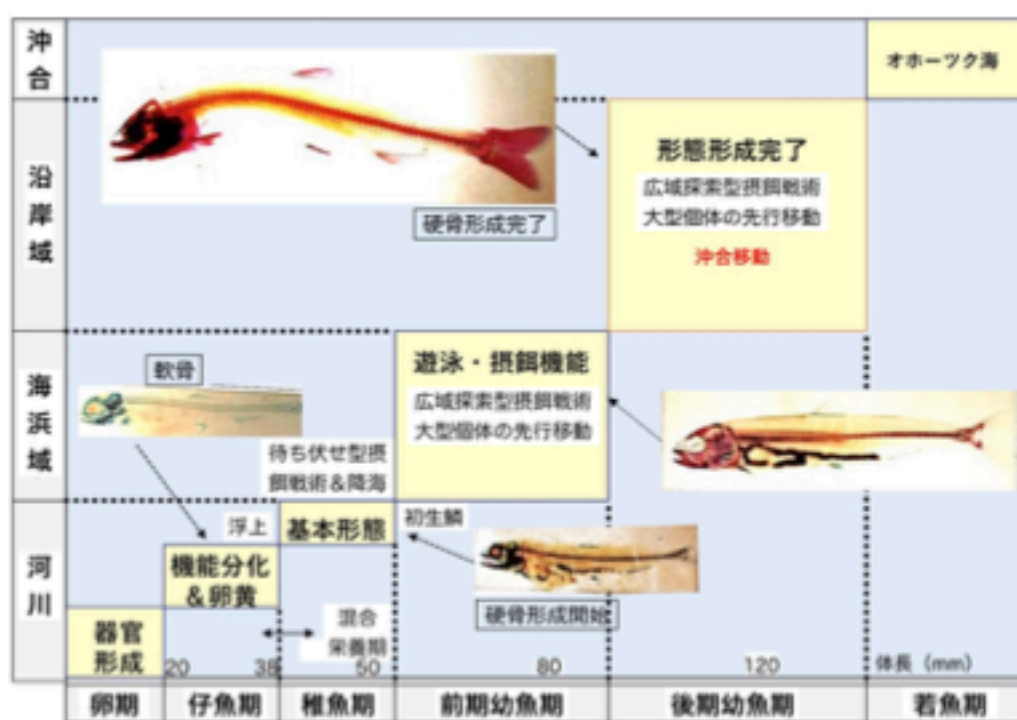 沖合
オホーツク海
沿岸域
形態形成完了
広域探索型摂餌戦術
大型個体の先行移動
沖合移動
硬骨形成完了
海浜域
軟骨
遊泳・摂餌機能
広域探索型摂餌戦術
大型個体の先行移動
待ち伏せ型摂
餌戦術&降海
河川
浮上
基本形態
初生鱗
機能分化
&卵黄
硬骨形成開始
器官
形成
混合
栄養期
20
38
50
80
120
体長(mm)
卵期
仔魚期
稚魚期
前期幼魚期
後期幼魚期
若魚期